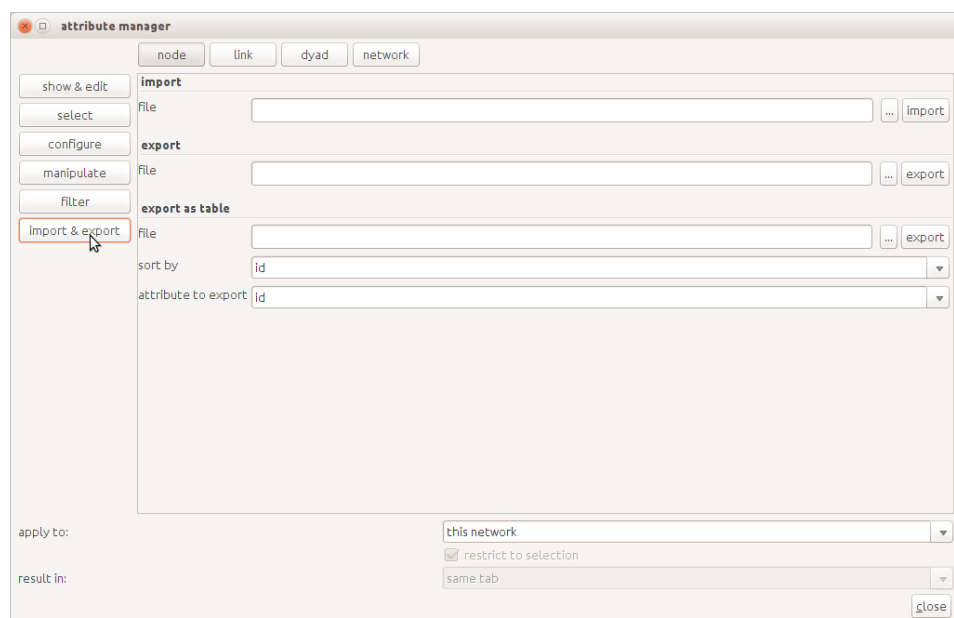 attribute manager
node link dyad network
show & edit
select
configure
manipulate
filter
import & export
import
file ... import
export
file ... export
export as table
file ... export
sort by id
attribute to export id
apply to: this network
restrict to selection
result in: same tab
close